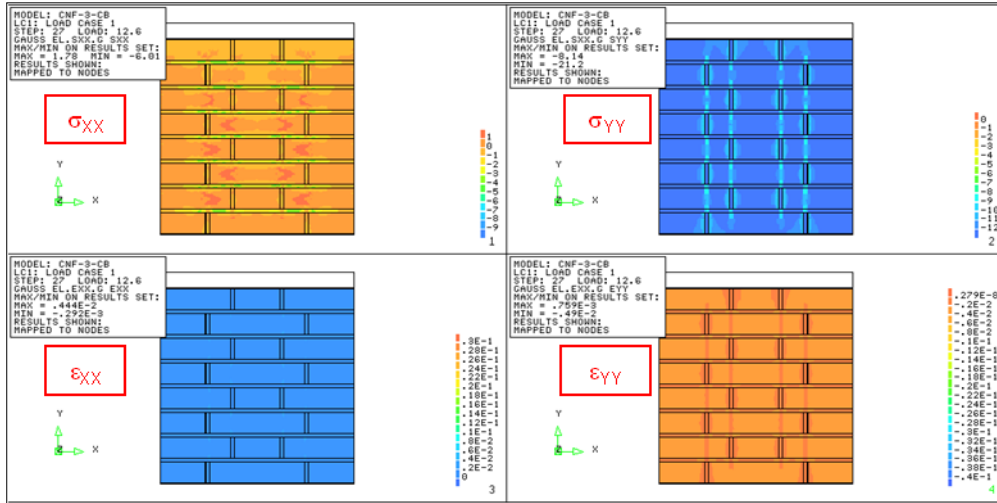 MODEL: CNF-3-CB
LC1: LOAD CASE 1
STEP: 27 LOAD: 12.6
GAUSS EL.SXX.G SXX
MAX/MIN ON RESULTS SET:
MAX = 1.78 MIN = -6.01
RESULTS SHOWN:
MAPPED TO NODES
σXX
Y
Z X
1
0
-1
-2
-3
-4
-5
-6
-7
-8
-9
1
MODEL: CNF-3-CB
LC1: LOAD CASE 1
STEP: 27 LOAD: 12.6
GAUSS EL.SXX.G SYY
MAX/MIN ON RESULTS SET:
MAX = -8.14
MIN = -21.2
RESULTS SHOWN:
MAPPED TO NODES
σYY
Y
Z X
0
-1
-2
-3
-4
-5
-6
-7
-8
-9
-10
-11
-12
2
MODEL: CNF-3-CB
LC1: LOAD CASE 1
STEP: 27 LOAD: 12.6
GAUSS EL.EXX.G EXX
MAX/MIN ON RESULTS SET:
MAX = .444E-2
MIN = -.292E-3
RESULTS SHOWN:
MAPPED TO NODES
εXX
Y
Z X
.3E-1
.28E-1
.26E-1
.24E-1
.22E-1
.2E-1
.18E-1
.16E-1
.14E-1
.12E-1
.1E-1
.8E-2
.6E-2
.4E-2
.2E-2
0
3
MODEL: CNF-3-CB
LC1: LOAD CASE 1
STEP: 27 LOAD: 12.6
GAUSS EL.EXX.G EYY
MAX/MIN ON RESULTS SET:
MAX = .759E-3
MIN = -.49E-2
RESULTS SHOWN:
MAPPED TO NODES
εYY
Y
Z X
.279E-8
-.2E-2
-.4E-2
-.6E-2
-.8E-2
-.1E-1
-.12E-1
-.14E-1
-.16E-1
-.18E-1
-.2E-1
-.22E-1
-.24E-1
-.26E-1
-.28E-1
-.3E-1
-.32E-1
-.34E-1
-.36E-1
-.38E-1
-.4E-1
4